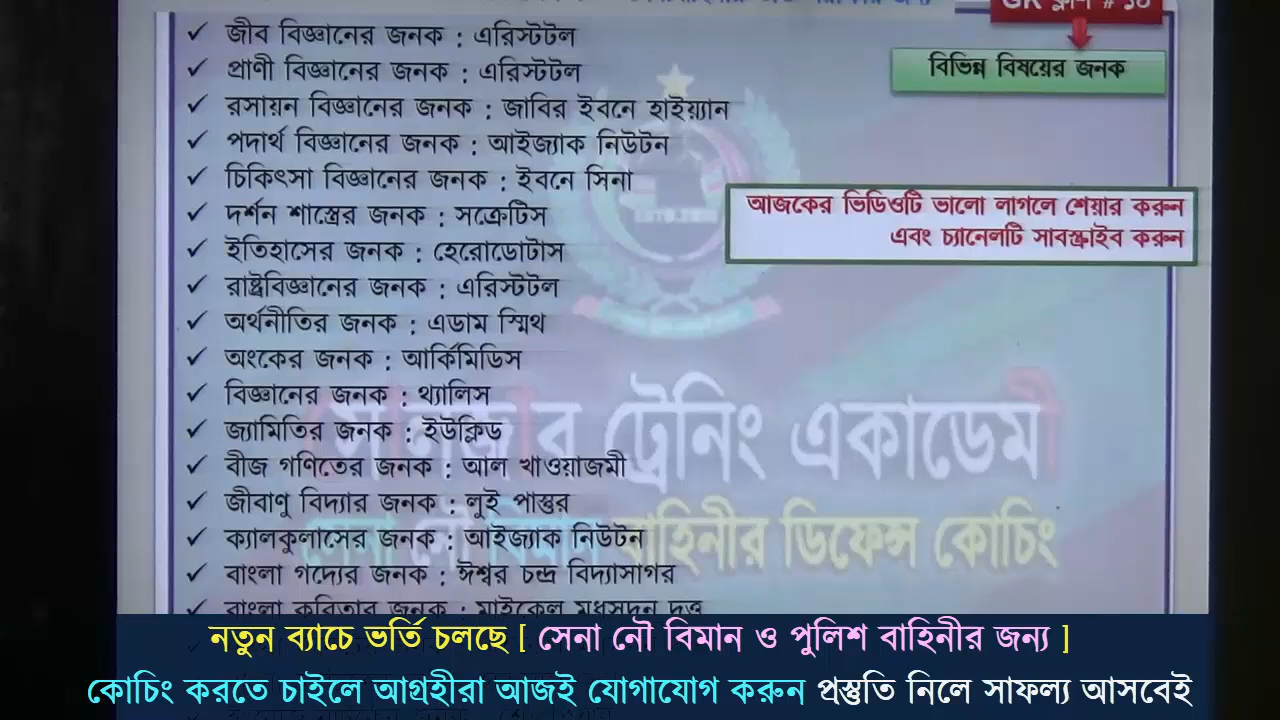 GK ক্লাশ # ১০
বিভিন্ন বিষয়ের জনক
✓ জীব বিজ্ঞানের জনক : এরিস্টটল
✓ প্রাণী বিজ্ঞানের জনক : এরিস্টটল
✓ রসায়ন বিজ্ঞানের জনক : জাবির ইবনে হাইয়্যান
✓ পদার্থ বিজ্ঞানের জনক : আইজ্যাক নিউটন
✓ চিকিৎসা বিজ্ঞানের জনক : ইবনে সিনা
✓ দর্শন শাস্ত্রের জনক : সক্রেটিস
✓ ইতিহাসের জনক : হেরোডোটাস
✓ রাষ্ট্রবিজ্ঞানের জনক : এরিস্টটল
✓ অর্থনীতির জনক : এডাম স্মিথ
✓ অংকের জনক : আর্কিমিডিস
✓ বিজ্ঞানের জনক : থ্যালিস
✓ জ্যামিতির জনক : ইউক্লিড
✓ বীজ গণিতের জনক : আল খাওয়াজমী
✓ জীবাণু বিদ্যার জনক : লুই পাস্তুর
✓ ক্যালকুলাসের জনক : আইজ্যাক নিউটন
✓ বাংলা গদ্যের জনক : ঈশ্বর চন্দ্র বিদ্যাসাগর
✓ বাংলা কবিতার জনক : মাইকেল মধুসূদন দত্ত
আজকের ভিডিওটি ভালো লাগলে শেয়ার করুন
এবং চ্যানেলটি সাবস্ক্রাইব করুন
ট্রেনিং একাডেমী
সেনা নৌ বিমান বাহিনীর ডিফেন্স কোচিং
নতুন ব্যাচে ভর্তি চলছে [ সেনা নৌ বিমান ও পুলিশ বাহিনীর জন্য ]
কোচিং করতে চাইলে আগ্রহীরা আজই যোগাযোগ করুন প্রস্তুতি নিলে সাফল্য আসবেই